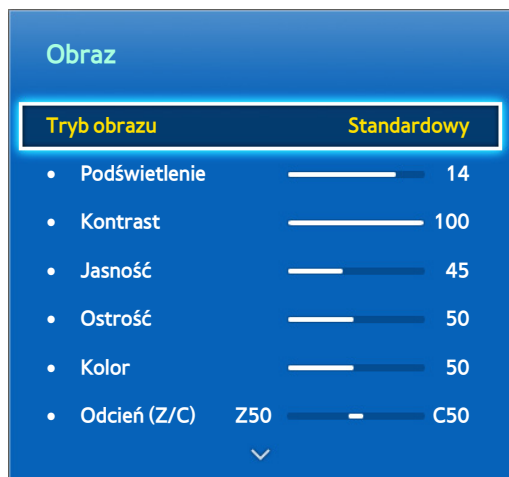 Obraz
Tryb obrazu Standardowy
• Podświetlenie 14
• Kontrast 100
• Jasność 45
• Ostrość 50
• Kolor 50
• Odcień (Z/C) Z50 C50